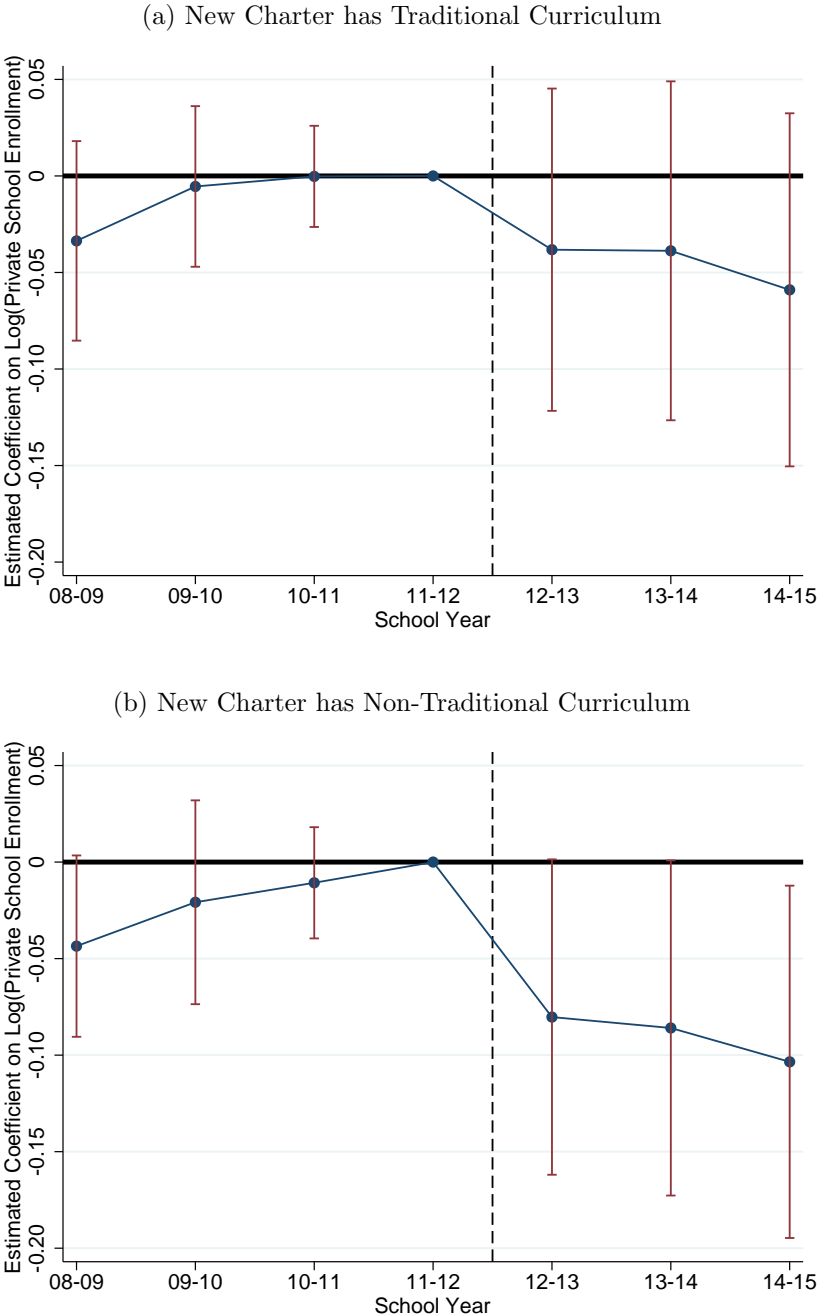 (a) New Charter has Traditional Curriculum
Estimated Coefficient on Log(Private School Enrollment)
0.05
0
-0.05
-0.10
-0.15
-0.20
08-09 09-10 10-11 11-12 12-13 13-14 14-15
School Year
(b) New Charter has Non-Traditional Curriculum
Estimated Coefficient on Log(Private School Enrollment)
0.05
0
-0.05
-0.10
-0.15
-0.20
08-09 09-10 10-11 11-12 12-13 13-14 14-15
School Year